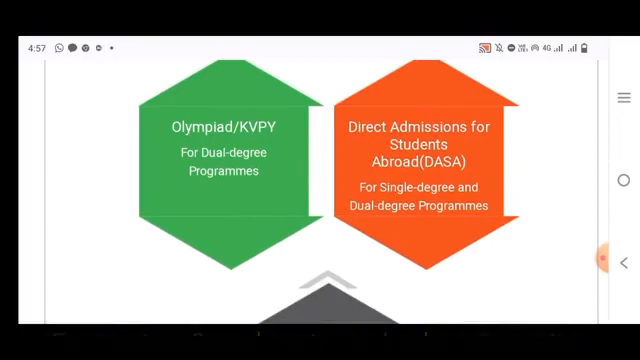 4:57
4G
Olympiad/KVPY
For Dual-degree
Programmes
Direct Admissions for
Students
Abroad(DASA)
For Single-degree and
Dual-degree Programmes